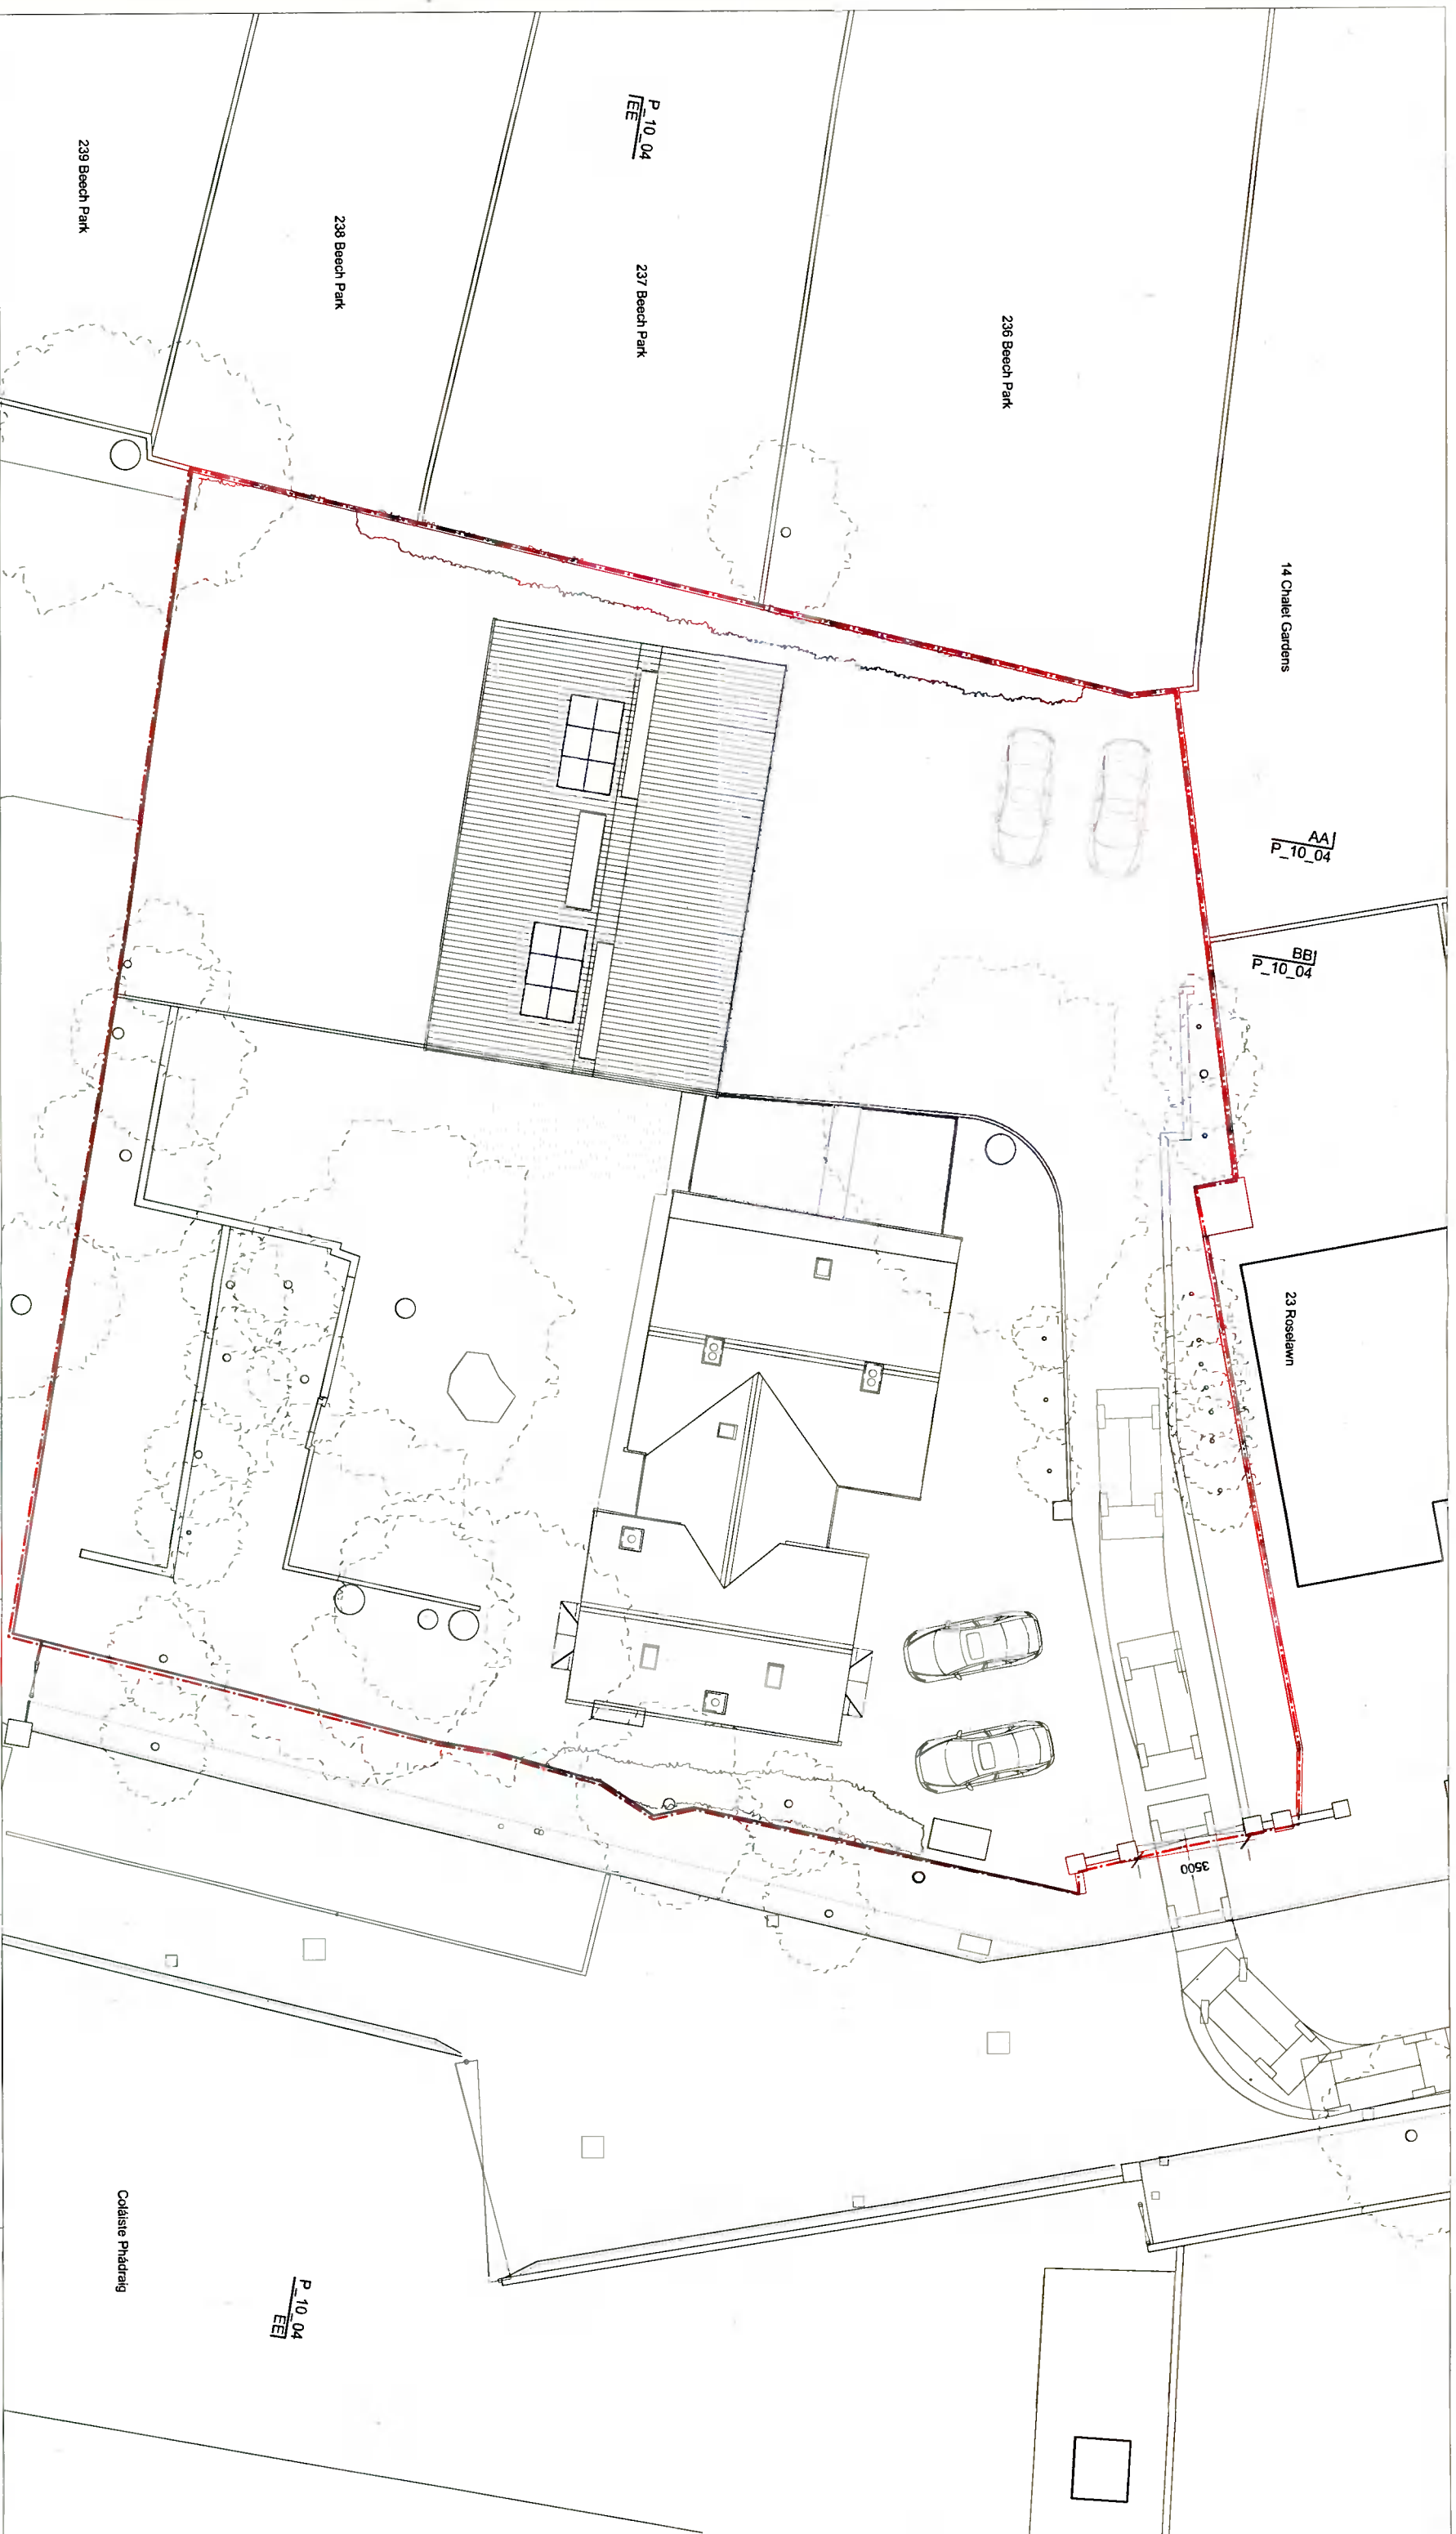 P_10_04
EE
239 Beech Park
238 Beech Park
237 Beech Park
236 Beech Park
14 Chalet Gardens
AA
P_10_04
BB
P_10_04
23 Roselawn
3500
Coláiste Phádraig
P_10_04
EE